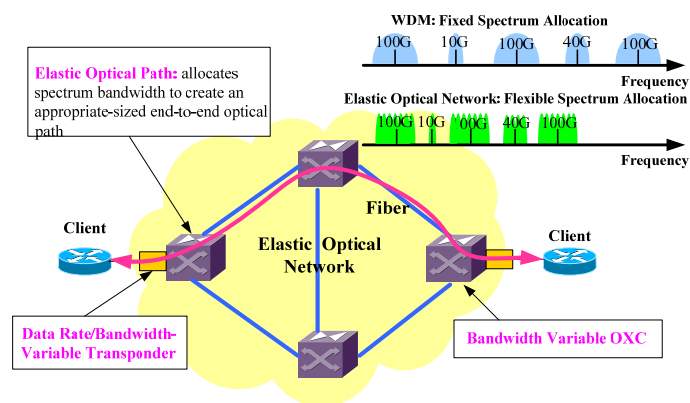 WDM: Fixed Spectrum Allocation
100G 10G 100G 40G 100G
Frequency
Elastic Optical Network: Flexible Spectrum Allocation
100G 10G 00G 40G 100G
Frequency
Elastic Optical Path: allocates
spectrum bandwidth to create an
appropriate-sized end-to-end optical
path
Fiber
Client
Client
Elastic Optical
Network
Data Rate/Bandwidth-
Variable Transponder
Bandwidth Variable OXC